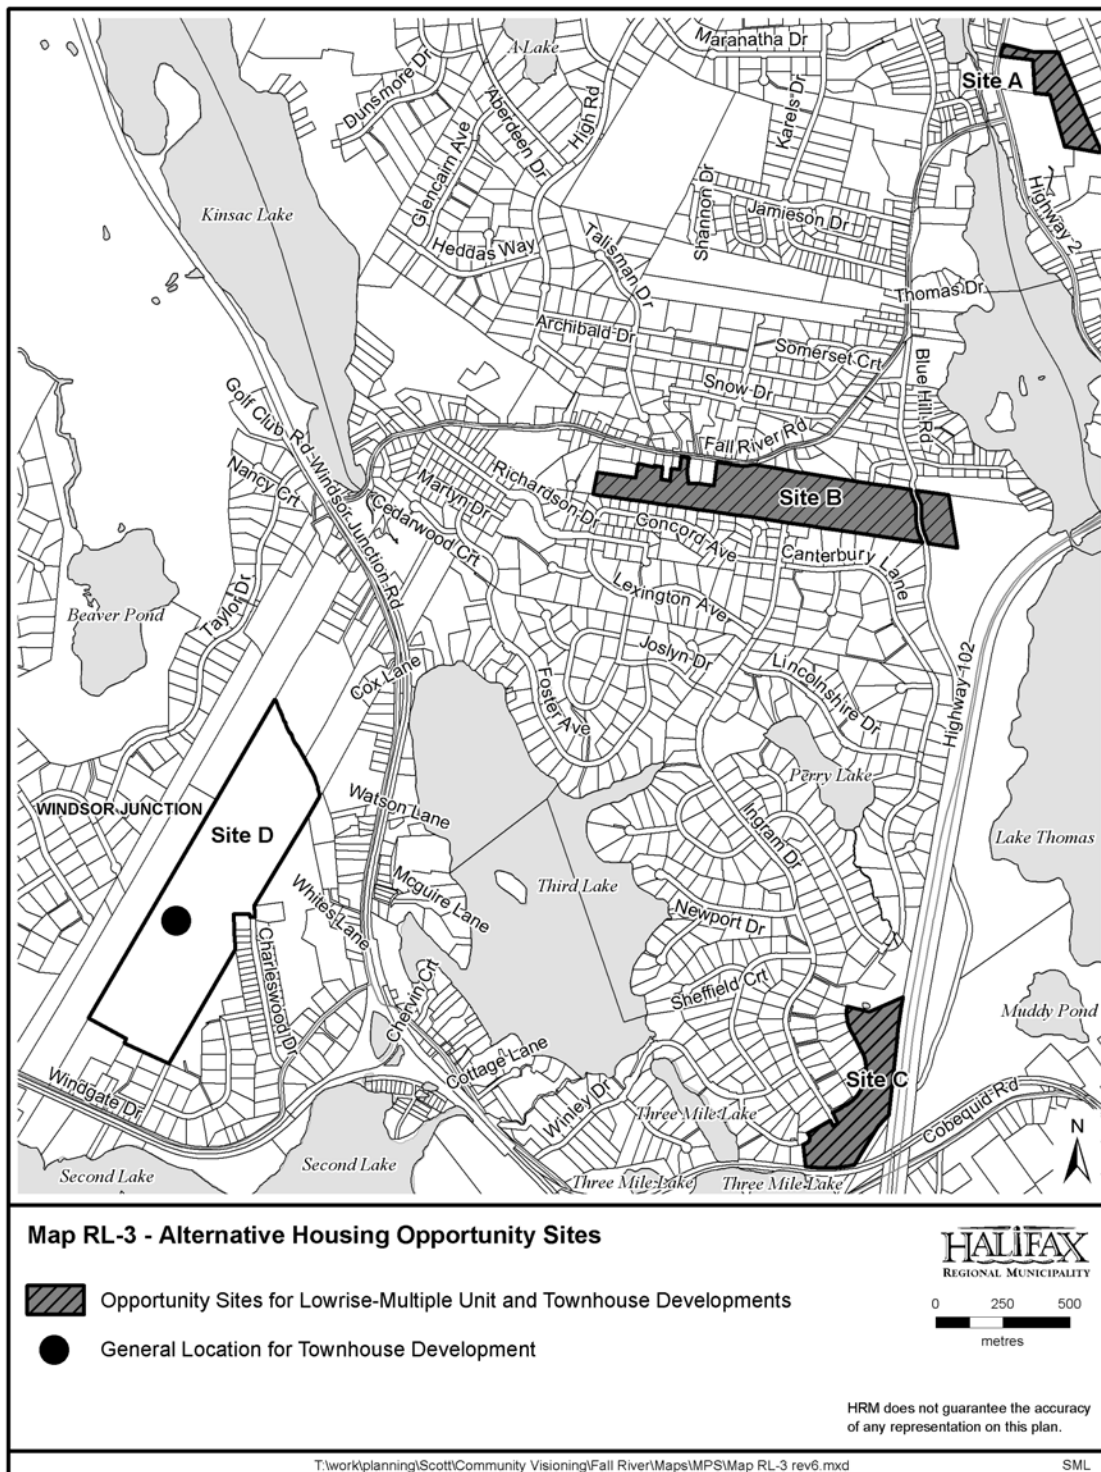 Maranatha Dr
A Lake
Site A
Dunsmore Dr
Aberdeen Dr
High Rd
Karels Dr
Glencairn Ave
Kinsac Lake
Shannon Dr
Jamieson Dr
Highway 2
Heddas Way
Talisman Dr
Thomas Dr
Archibald Dr
Somerset Crt
Snow Dr
Blue Hill Rd
Golf Club Rd
Windsor Junction Rd
Fall River Rd
Nancy Crt
Marlyn Dr
Richardson Dr
Site B
Cedarwood Crt
Concord Ave
Canterbury Lane
Lexington Ave
Beaver Pond
Taylor Dr
Joslyn Dr
Lincolnshire Dr
Highway 102
Cox Lane
Foster Ave
Perry Lake
WINDSOR JUNCTION
Site D
Watson Lane
Ingram Dr
Lake Thomas
Mcguire Lane
Third Lake
Whites Lane
Newport Dr
Charleswood Dr
Chervin Crt
Sheffield Crt
Muddy Pond
Cottage Lane
Site C
Windgate Dr
Winley Dr
Three Mile Lake
Cobequid Rd
N
Second Lake
Second Lake
Three Mile Lake
Three Mile Lake
Map RL-3 - Alternative Housing Opportunity Sites
HALIFAX
REGIONAL MUNICIPALITY
Opportunity Sites for Lowrise-Multiple Unit and Townhouse Developments
0 250 500
metres
General Location for Townhouse Development
HRM does not guarantee the accuracy
of any representation on this plan.
T:\work\planning\Scott\Community Visioning\Fall River\Maps\MPS\Map RL-3 rev6.mxd SML